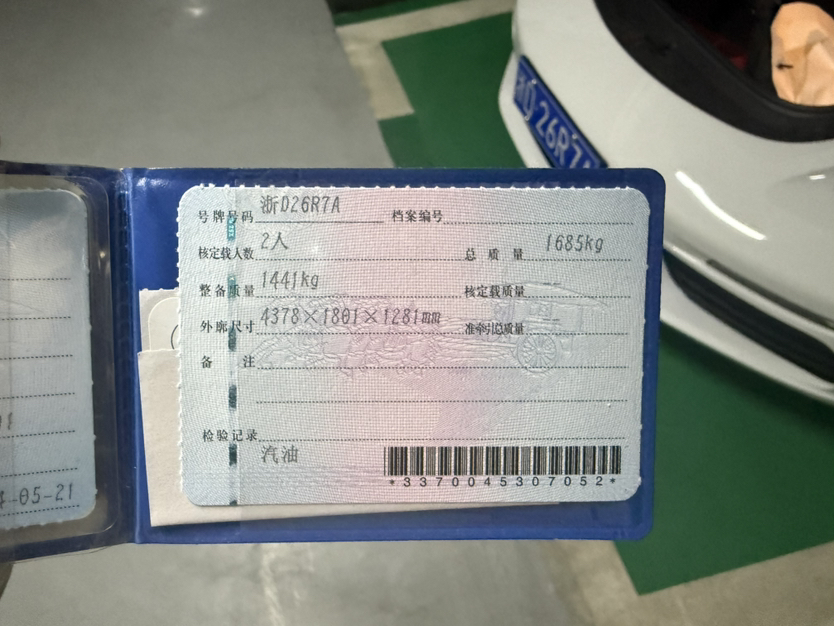 号牌号码 浙D26R7A 档案编号
核定载人数 2人 总质量 1685kg
整备质量 1441kg 核定载质量
外廓尺寸 4378×1801×1281mm 准牵引总质量
备注
检验记录 汽油
*3370045307052*
-05-21
D·26R7